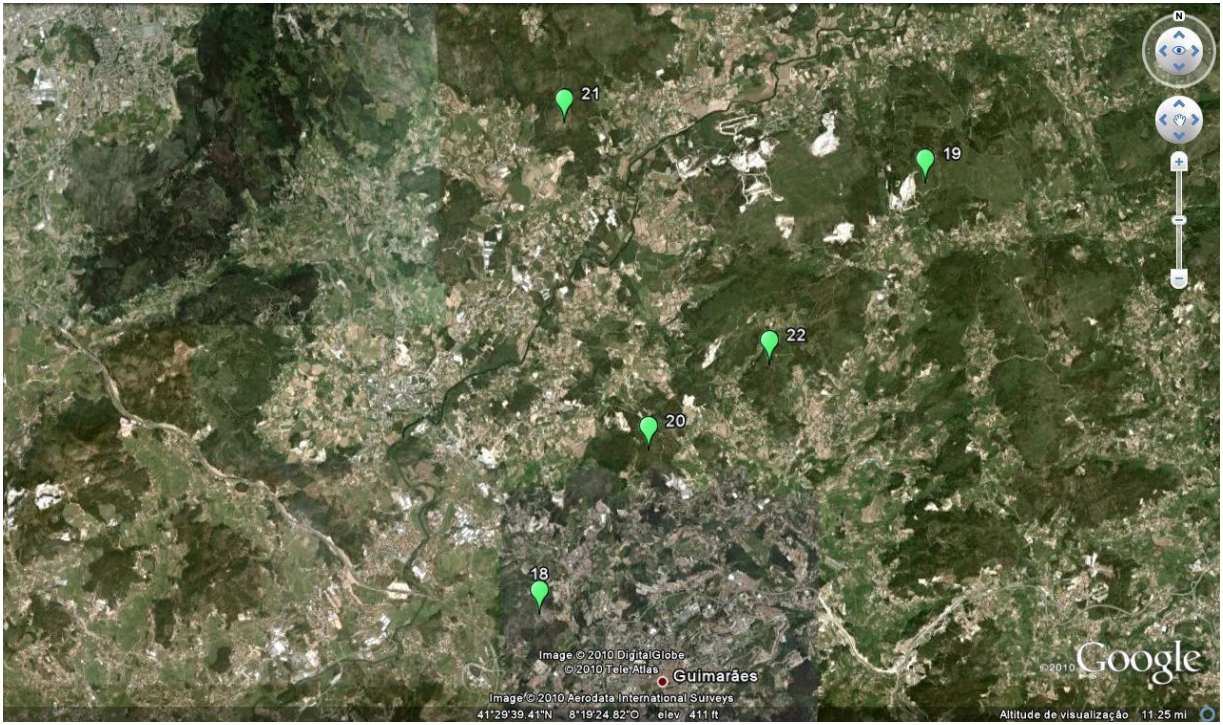 N
21
19
22
20
18
Image © 2010 DigitalGlobe
© 2010 Tele Atlas
Guimarães
©2010 Google
Image © 2010 Aerodata International Surveys
41°29'39.41"N 8°19'24.82"O elev 411 ft
Altitude de visualização 11.25 mi